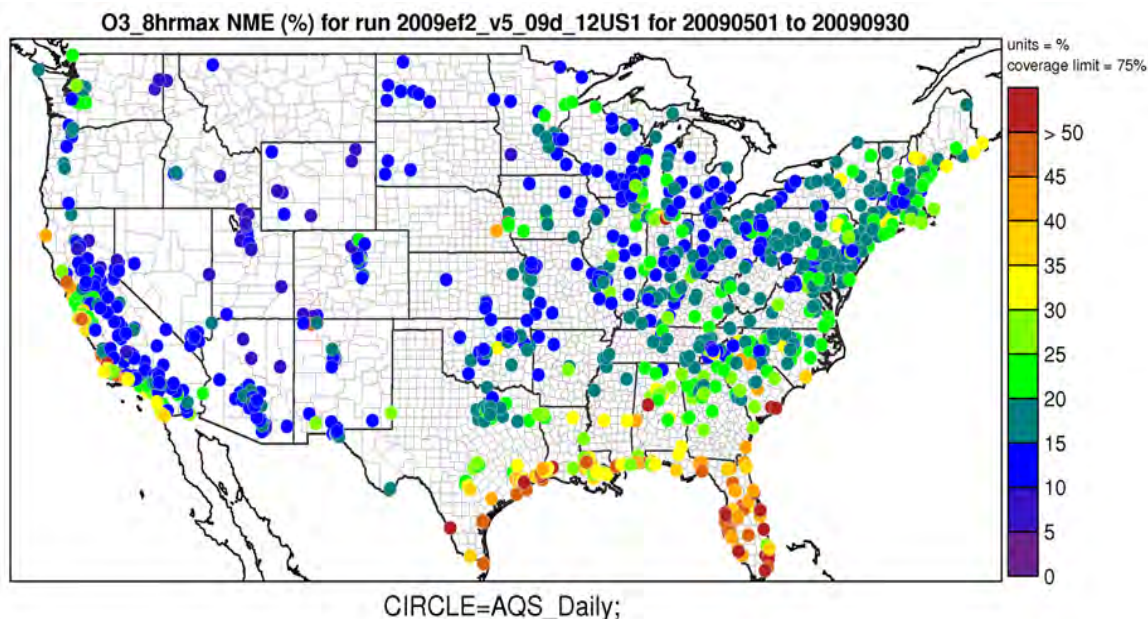 O3_8hrmax NME (%) for run 2009ef2_v5_09d_12US1 for 20090501 to 20090930
units = %
coverage limit = 75%
> 50
45
40
35
30
25
20
15
10
5
0
CIRCLE=AQS_Daily;